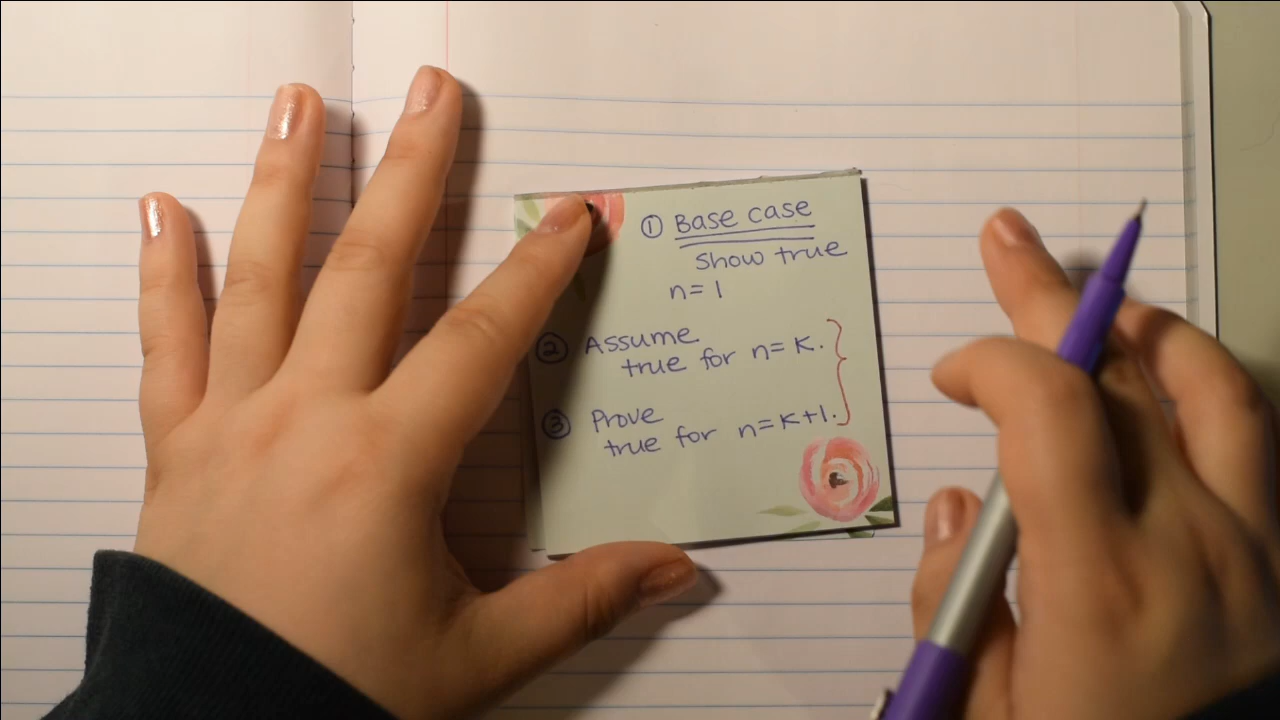 ① Base case
show true
n=1
② Assume
true for n=k.
③ Prove
true for n=k+1.